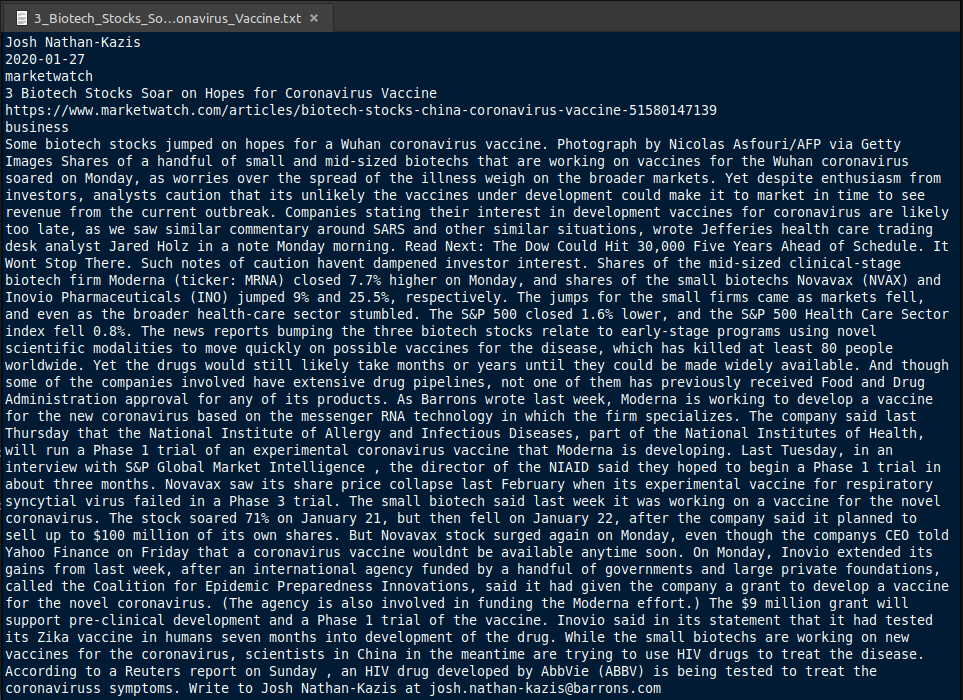 3_Biotech_Stocks_So...onavirus_Vaccine.txt ×
Josh Nathan-Kazis
2020-01-27
marketwatch
3 Biotech Stocks Soar on Hopes for Coronavirus Vaccine
https://www.marketwatch.com/articles/biotech-stocks-china-coronavirus-vaccine-51580147139
business
Some biotech stocks jumped on hopes for a Wuhan coronavirus vaccine. Photograph by Nicolas Asfouri/AFP via Getty
Images Shares of a handful of small and mid-sized biotechs that are working on vaccines for the Wuhan coronavirus
soared on Monday, as worries over the spread of the illness weigh on the broader markets. Yet despite enthusiasm from
investors, analysts caution that its unlikely the vaccines under development could make it to market in time to see
revenue from the current outbreak. Companies stating their interest in development vaccines for coronavirus are likely
too late, as we saw similar commentary around SARS and other similar situations, wrote Jefferies health care trading
desk analyst Jared Holz in a note Monday morning. Read Next: The Dow Could Hit 30,000 Five Years Ahead of Schedule. It
Wont Stop There. Such notes of caution havent dampened investor interest. Shares of the mid-sized clinical-stage
biotech firm Moderna (ticker: MRNA) closed 7.7% higher on Monday, and shares of the small biotechs Novavax (NVAX) and
Inovio Pharmaceuticals (INO) jumped 9% and 25.5%, respectively. The jumps for the small firms came as markets fell,
and even as the broader health-care sector stumbled. The S&P 500 closed 1.6% lower, and the S&P 500 Health Care Sector
index fell 0.8%. The news reports bumping the three biotech stocks relate to early-stage programs using novel
scientific modalities to move quickly on possible vaccines for the disease, which has killed at least 80 people
worldwide. Yet the drugs would still likely take months or years until they could be made widely available. And though
some of the companies involved have extensive drug pipelines, not one of them has previously received Food and Drug
Administration approval for any of its products. As Barrons wrote last week, Moderna is working to develop a vaccine
for the new coronavirus based on the messenger RNA technology in which the firm specializes. The company said last
Thursday that the National Institute of Allergy and Infectious Diseases, part of the National Institutes of Health,
will run a Phase 1 trial of an experimental coronavirus vaccine that Moderna is developing. Last Tuesday, in an
interview with S&P Global Market Intelligence , the director of the NIAID said they hoped to begin a Phase 1 trial in
about three months. Novavax saw its share price collapse last February when its experimental vaccine for respiratory
syncytial virus failed in a Phase 3 trial. The small biotech said last week it was working on a vaccine for the novel
coronavirus. The stock soared 71% on January 21, but then fell on January 22, after the company said it planned to
sell up to $100 million of its own shares. But Novavax stock surged again on Monday, even though the companys CEO told
Yahoo Finance on Friday that a coronavirus vaccine wouldnt be available anytime soon. On Monday, Inovio extended its
gains from last week, after an international agency funded by a handful of governments and large private foundations,
called the Coalition for Epidemic Preparedness Innovations, said it had given the company a grant to develop a vaccine
for the novel coronavirus. (The agency is also involved in funding the Moderna effort.) The $9 million grant will
support pre-clinical development and a Phase 1 trial of the vaccine. Inovio said in its statement that it had tested
its Zika vaccine in humans seven months into development of the drug. While the small biotechs are working on new
vaccines for the coronavirus, scientists in China in the meantime are trying to use HIV drugs to treat the disease.
According to a Reuters report on Sunday , an HIV drug developed by AbbVie (ABBV) is being tested to treat the
coronaviruss symptoms. Write to Josh Nathan-Kazis at josh.nathan-kazis@barrons.com